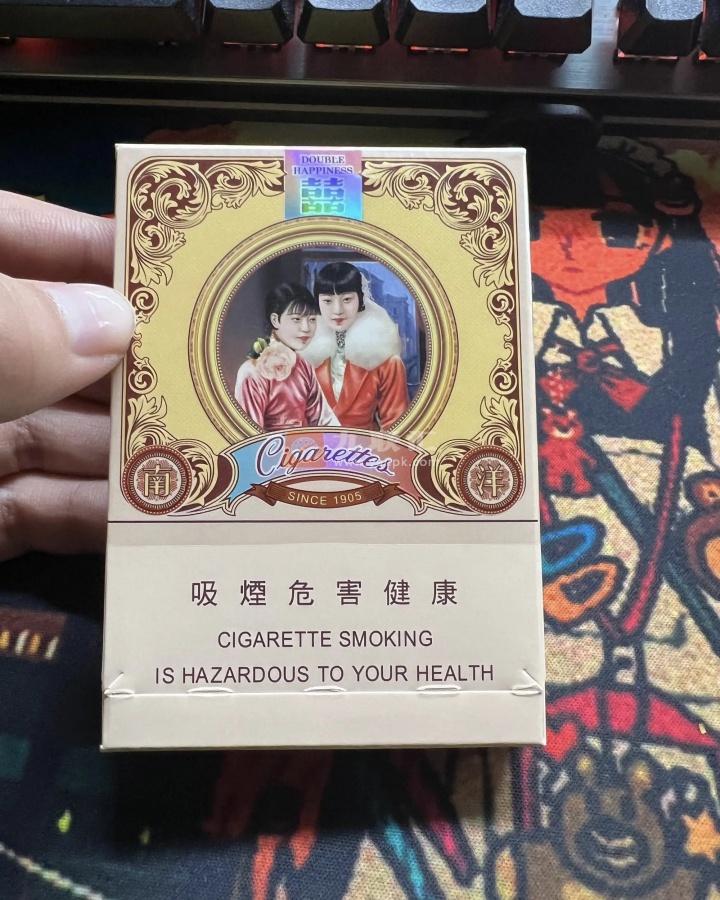 DOUBLE
HAPPINESS
囍
Cigarettes
SINCE 1905
南 洋
吸煙危害健康
CIGARETTE SMOKING
IS HAZARDOUS TO YOUR HEALTH